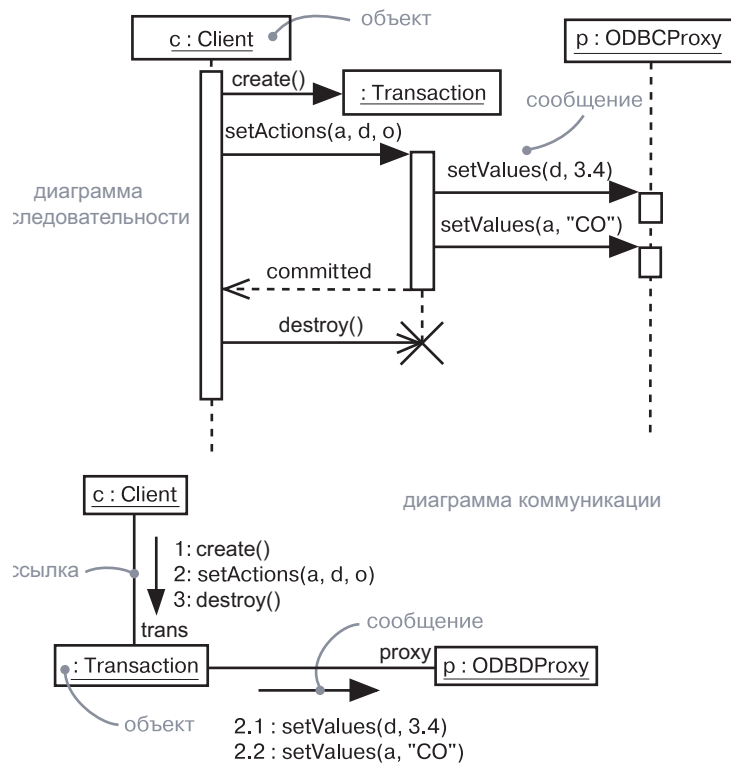 c : Client
объект
p : ODBCProxy
create()
: Transaction
сообщение
setActions(a, d, o)
setValues(d, 3.4)
диаграмма
следовательности
setValues(a, "CO")
committed
destroy()
c : Client
диаграмма коммуникации
1: create()
ссылка
2: setActions(a, d, o)
3: destroy()
trans
сообщение
: Transaction
proxy
p : ODBDProxy
объект
2.1 : setValues(d, 3.4)
2.2 : setValues(a, "CO")